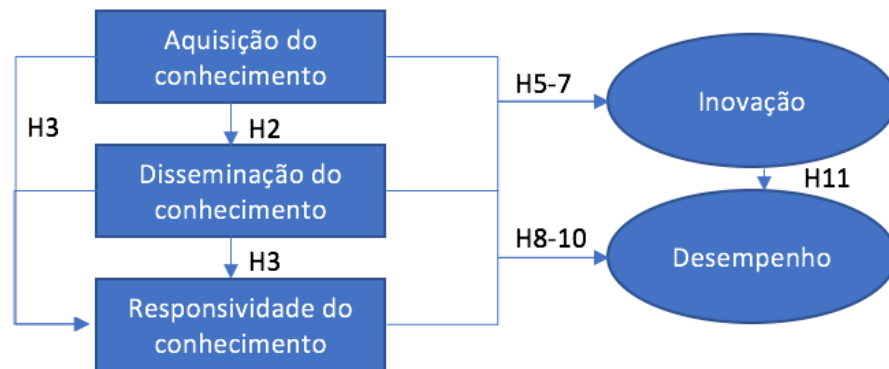 Aquisição do
conhecimento
H3
H2
Disseminação do
conhecimento
H3
Responsividade do
conhecimento
H5-7
Inovação
H11
H8-10
Desempenho